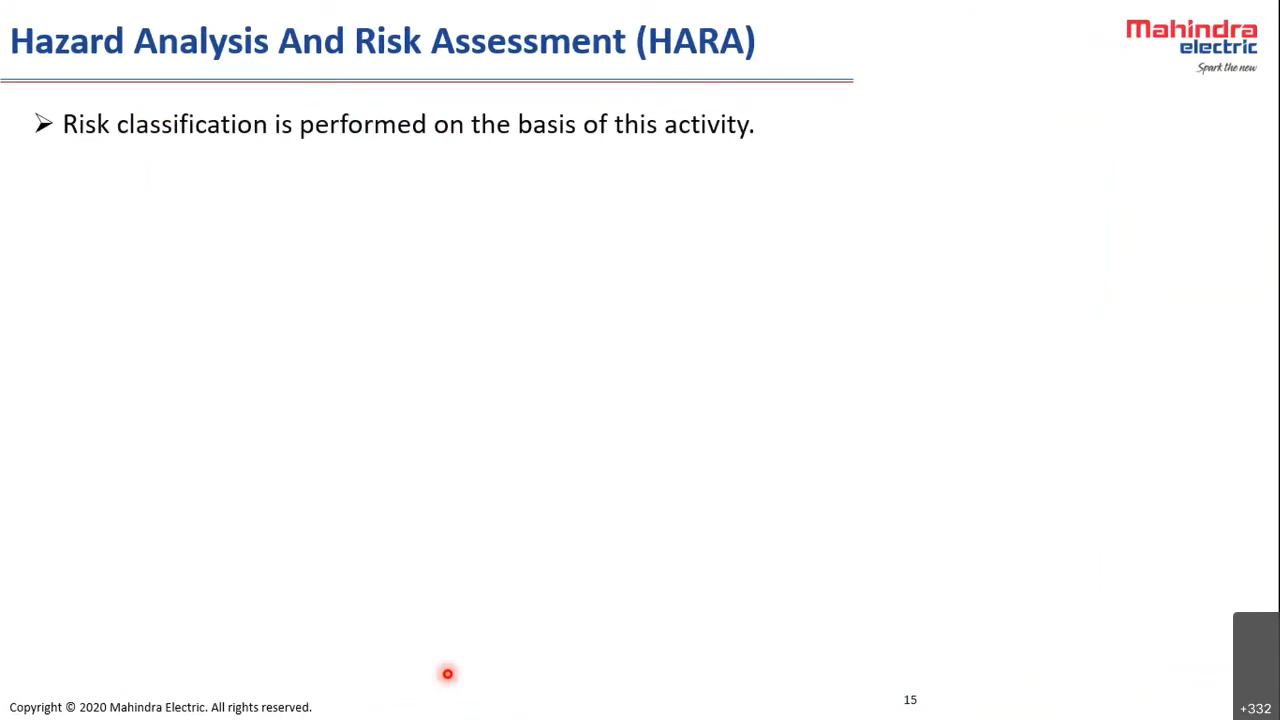 Hazard Analysis And Risk Assessment (HARA)
Mahindra
electric
Spark the new
➢ Risk classification is performed on the basis of this activity.
Copyright © 2020 Mahindra Electric. All rights reserved.
15
+332